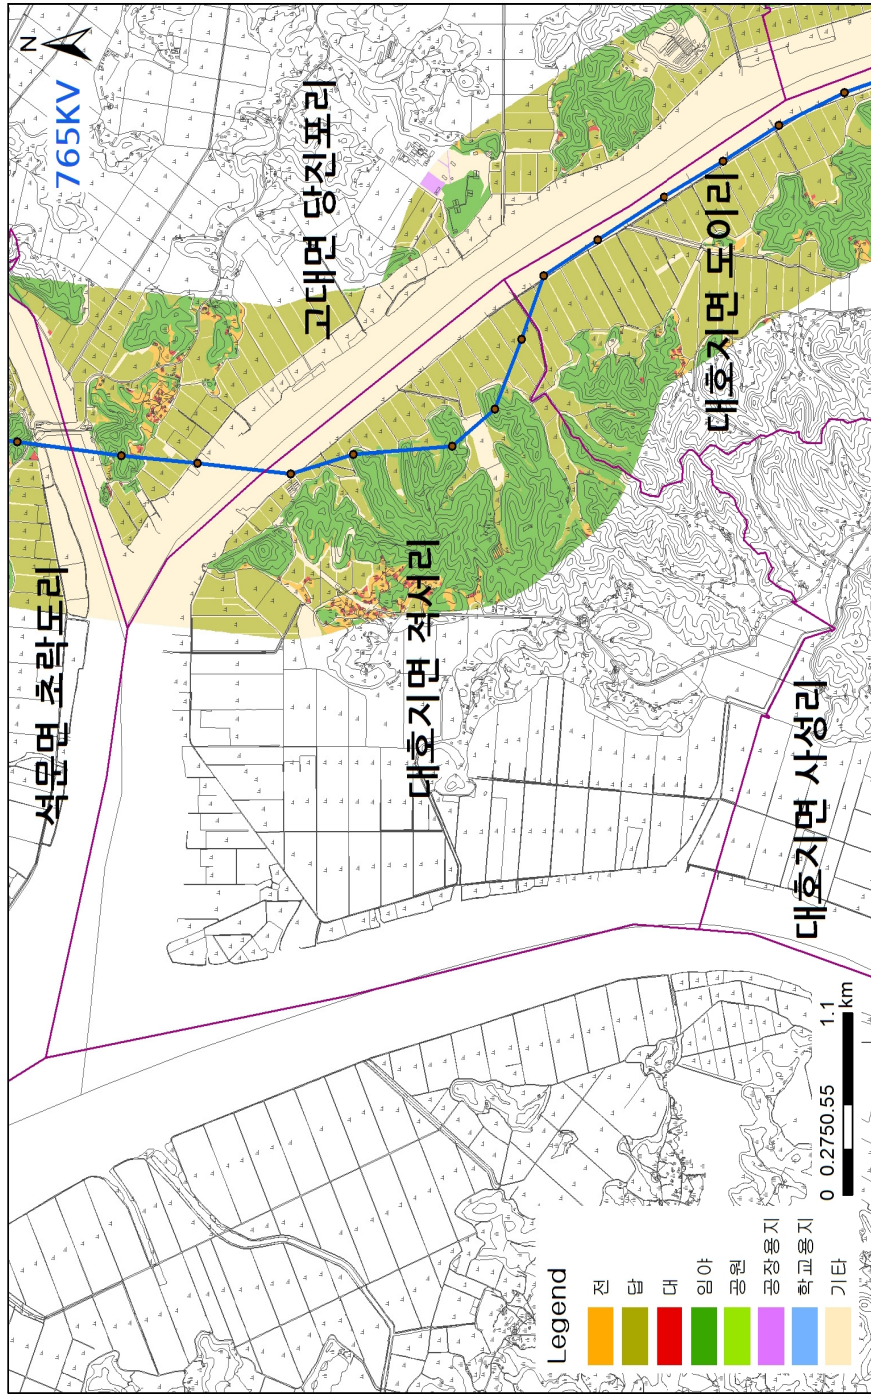 N
765KV
석문면 초락도리
고대면 당진포리
대호지면 적서리
대호지면 도이리
대호지면 사성리
Legend
전
답
대
임야
공원
공장용지
학교용지
기타
0 0.2750.55 1.1
km